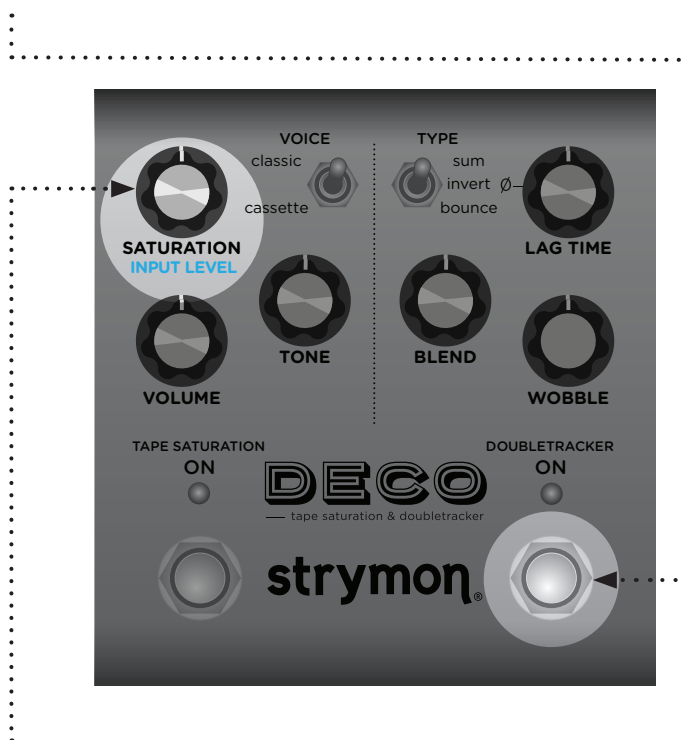 VOICE
TYPE
classic
sum
invert ø
cassette
bounce
SATURATION
INPUT LEVEL
LAG TIME
TONE
BLEND
VOLUME
WOBBLE
TAPE SATURATION
ON
DOUBLETRACKER
ON
DECO
tape saturation & doubletracker
strymon®